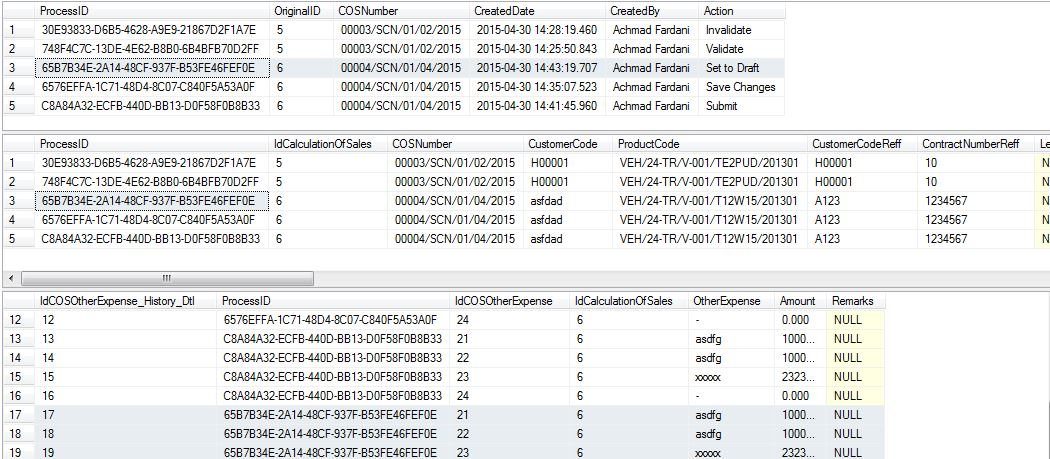 ProcessID OriginalID COSNumber CreatedDate CreatedBy Action
1 30E93833-D6B5-4628-A9E9-21867D2F1A7E 5 00003/SCN/01/02/2015 2015-04-30 14:28:19.460 Achmad Fardani Invalidate
2 748F4C7C-13DE-4E62-B8B0-6B4BFB70D2FF 5 00003/SCN/01/02/2015 2015-04-30 14:25:50.843 Achmad Fardani Validate
3 65B7B34E-2A14-48CF-937F-B53FE46FEF0E 6 00004/SCN/01/04/2015 2015-04-30 14:43:19.707 Achmad Fardani Set to Draft
4 6576EFFA-1C71-48D4-8C07-C840F5A53A0F 6 00004/SCN/01/04/2015 2015-04-30 14:35:07.523 Achmad Fardani Save Changes
5 C8A84A32-ECFB-440D-BB13-D0F58F0B8B33 6 00004/SCN/01/04/2015 2015-04-30 14:41:45.960 Achmad Fardani Submit
ProcessID IdCalculationOfSales COSNumber CustomerCode ProductCode CustomerCodeReff ContractNumberReff Le
1 30E93833-D6B5-4628-A9E9-21867D2F1A7E 5 00003/SCN/01/02/2015 H00001 VEH/24-TR/V-001/TE2PUD/201301 H00001 10 N
2 748F4C7C-13DE-4E62-B8B0-6B4BFB70D2FF 5 00003/SCN/01/02/2015 H00001 VEH/24-TR/V-001/TE2PUD/201301 H00001 10 N
3 65B7B34E-2A14-48CF-937F-B53FE46FEF0E 6 00004/SCN/01/04/2015 asfdad VEH/24-TR/V-001/T12W15/201301 A123 1234567 N
4 6576EFFA-1C71-48D4-8C07-C840F5A53A0F 6 00004/SCN/01/04/2015 asfdad VEH/24-TR/V-001/T12W15/201301 A123 1234567 N
5 C8A84A32-ECFB-440D-BB13-D0F58F0B8B33 6 00004/SCN/01/04/2015 asfdad VEH/24-TR/V-001/T12W15/201301 A123 1234567 N
IdCOSOtherExpense_History_Dtl ProcessID IdCOSOtherExpense IdCalculationOfSales OtherExpense Amount Remarks
12 12 6576EFFA-1C71-48D4-8C07-C840F5A53A0F 24 6 - 0.000 NULL
13 13 C8A84A32-ECFB-440D-BB13-D0F58F0B8B33 21 6 asdfg 1000... NULL
14 14 C8A84A32-ECFB-440D-BB13-D0F58F0B8B33 22 6 asdfg 1000... NULL
15 15 C8A84A32-ECFB-440D-BB13-D0F58F0B8B33 23 6 xxxxx 2323... NULL
16 16 C8A84A32-ECFB-440D-BB13-D0F58F0B8B33 24 6 - 0.000 NULL
17 17 65B7B34E-2A14-48CF-937F-B53FE46FEF0E 21 6 asdfg 1000... NULL
18 18 65B7B34E-2A14-48CF-937F-B53FE46FEF0E 22 6 asdfg 1000... NULL
19 19 65B7B34E-2A14-48CF-937F-B53FE46FEF0E 23 6 xxxxx 2323... NULL